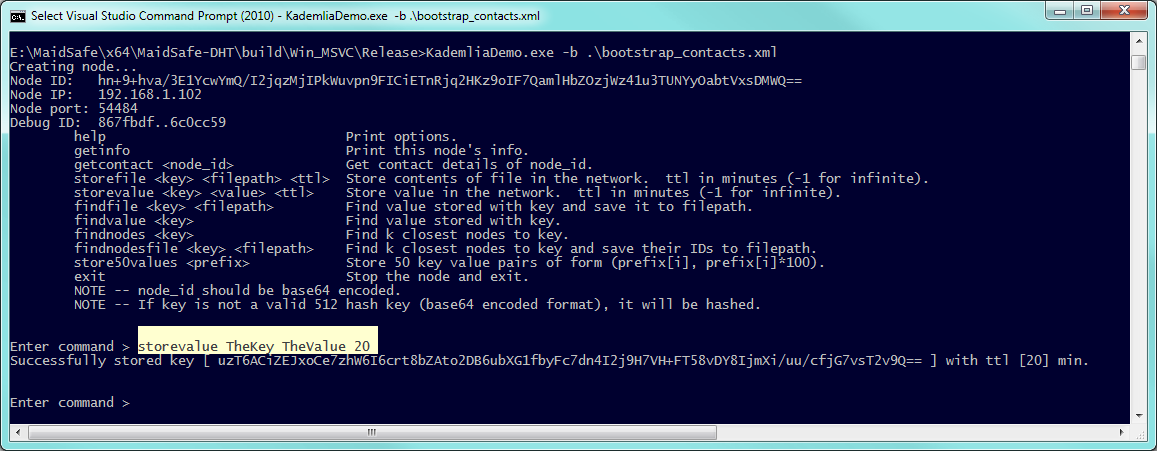 Select Visual Studio Command Prompt (2010) - KademliaDemo.exe -b .\bootstrap_contacts.xml
E:\MaidSafe\x64\MaidSafe-DHT\build\Win_MSVC\Release>KademliaDemo.exe -b .\bootstrap_contacts.xml
Creating node...
Node ID:   hn+9+hva/3E1YcwYmQ/I2jqzMjIPkWuvpn9FICiETnRjq2HKz9oIF7QamlHbZOzjWz41u3TUNYyOabtVxsDMWQ==
Node IP:   192.168.1.102
Node port: 54484
Debug ID:  867fbdf..6c0cc59
help Print options.
getinfo Print this node's info.
getcontact <node_id> Get contact details of node_id.
storefile <key> <filepath> <ttl> Store contents of file in the network.  ttl in minutes (-1 for infinite).
storevalue <key> <value> <ttl> Store value in the network.  ttl in minutes (-1 for infinite).
findfile <key> <filepath> Find value stored with key and save it to filepath.
findvalue <key> Find value stored with key.
findnodes <key> Find k closest nodes to key.
findnodesfile <key> <filepath> Find k closest nodes to key and save their IDs to filepath.
store50values <prefix> Store 50 key value pairs of form (prefix[i], prefix[i]*100).
exit Stop the node and exit.
NOTE -- node_id should be base64 encoded.
NOTE -- If key is not a valid 512 hash key (base64 encoded format), it will be hashed.
Enter command > storevalue TheKey TheValue 20
Successfully stored key [ uzT6ACiZEJxoCe7zhW6I6crt8bZAto2DB6ubXG1fbyFc7dn4I2j9H7VH+FT58vDY8IjmXi/uu/cfjG7vsT2v9Q== ] with ttl [20] min.
Enter command >